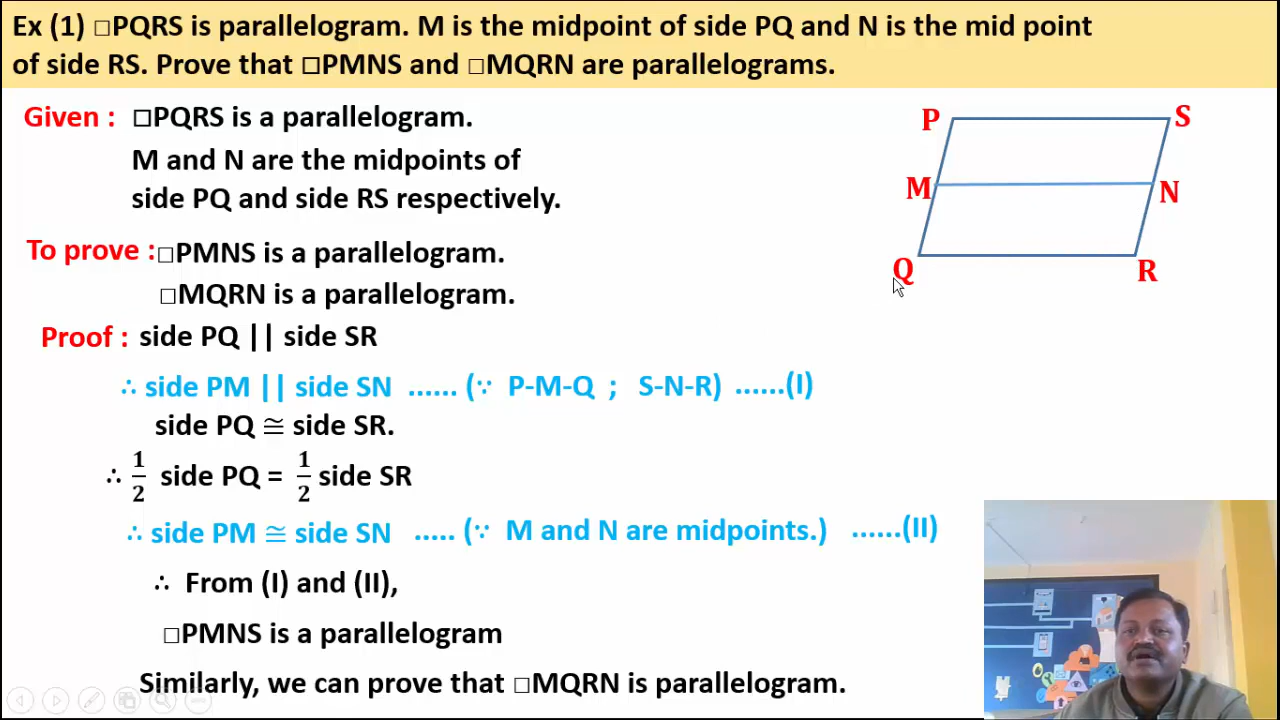 Ex (1) □PQRS is parallelogram. M is the midpoint of side PQ and N is the mid point
of side RS. Prove that □PMNS and □MQRN are parallelograms.
Given : □PQRS is a parallelogram.
M and N are the midpoints of
side PQ and side RS respectively.
To prove : □PMNS is a parallelogram.
□MQRN is a parallelogram.
Proof : side PQ || side SR
∴ side PM || side SN ...... (∵ P-M-Q ; S-N-R) ......(I)
side PQ ≅ side SR.
∴ 1/2 side PQ = 1/2 side SR
∴ side PM ≅ side SN ..... (∵ M and N are midpoints.) ......(II)
∴ From (I) and (II),
□PMNS is a parallelogram
Similarly, we can prove that □MQRN is parallelogram.
P S
M N
Q R